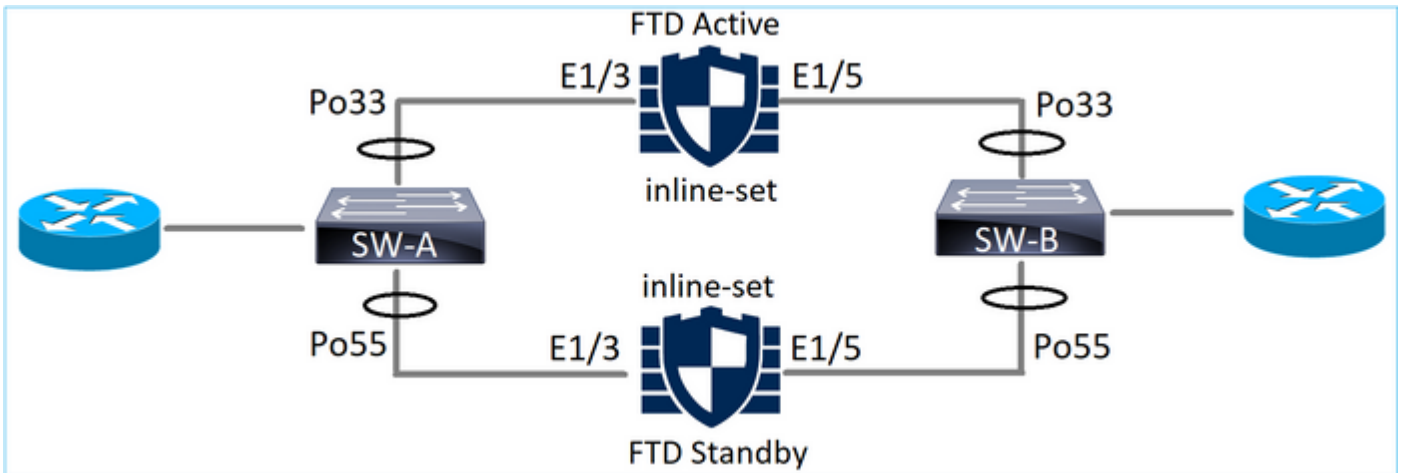 FTD Active
E1/3
E1/5
Po33
Po33
inline-set
SW-A
SW-B
inline-set
Po55
E1/3
E1/5
Po55
FTD Standby